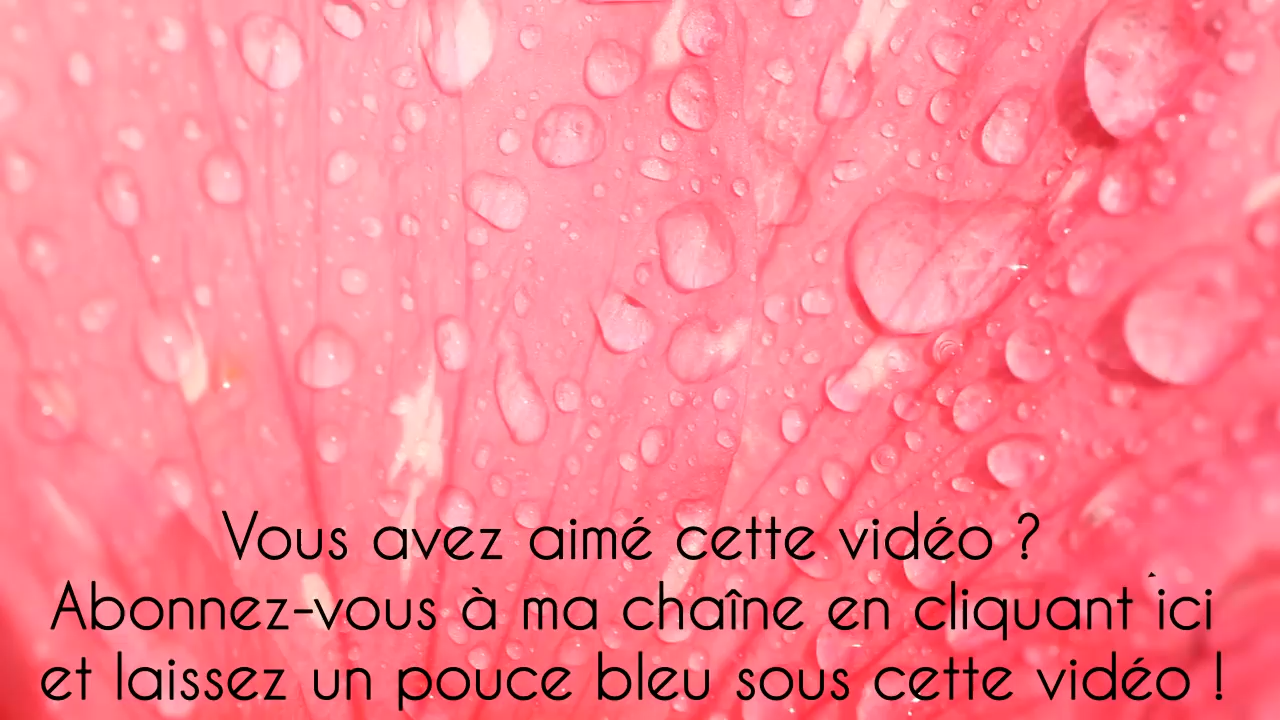 Vous avez aimé cette vidéo ?
Abonnez-vous à ma chaîne en cliquant ici
et laissez un pouce bleu sous cette vidéo !